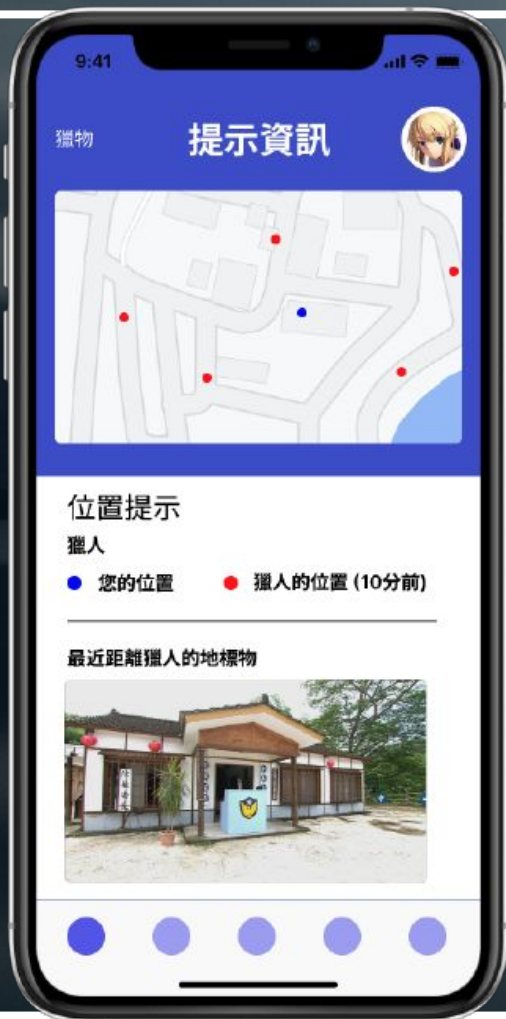 9:41
獵物
提示資訊
位置提示
獵人
您的位置
獵人的位置 (10分前)
最近距離獵人的地標物